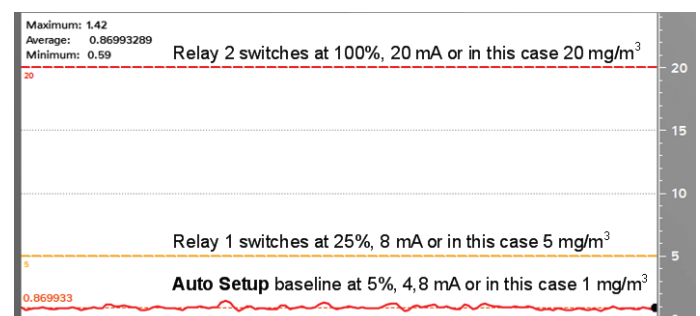 Maximum: 1.42
Average: 0.86993289
Minimum: 0.59
Relay 2 switches at 100%, 20 mA or in this case 20 mg/m³
20
20
15
10
Relay 1 switches at 25%, 8 mA or in this case 5 mg/m³
5
5
Auto Setup baseline at 5%, 4,8 mA or in this case 1 mg/m³
0.869933